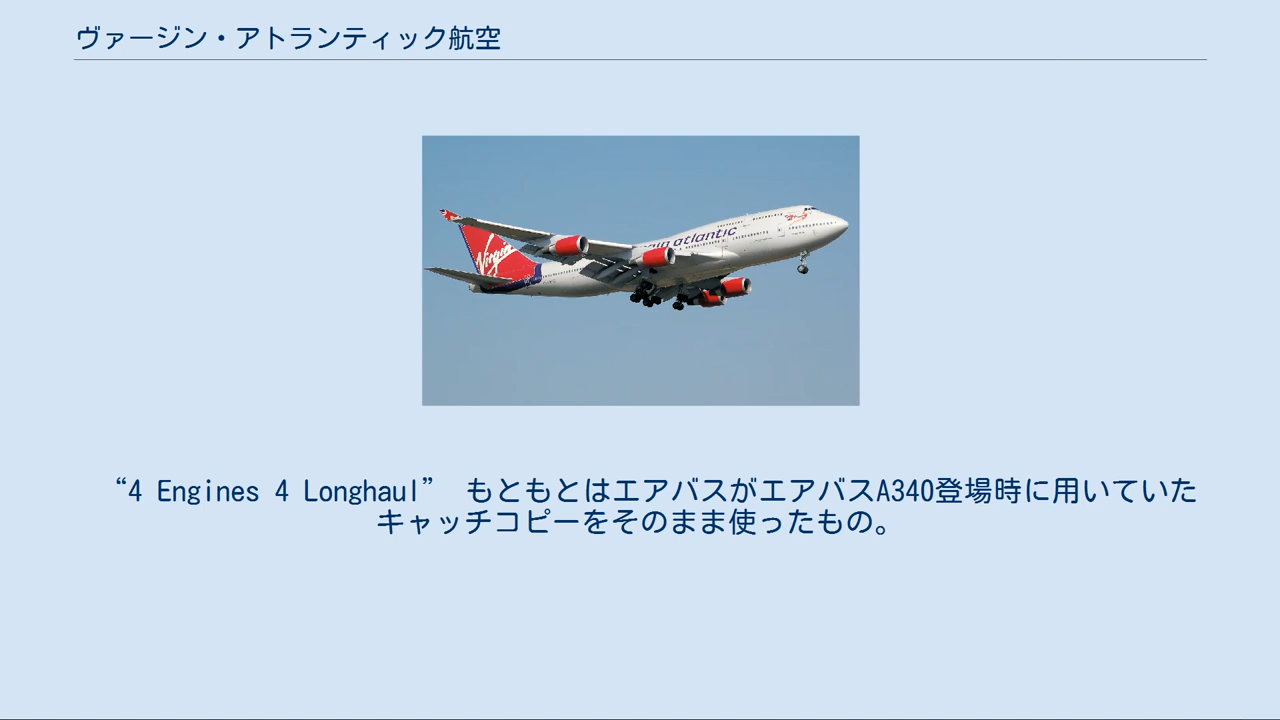 ヴァージン・アトランティック航空
Virgin
virgin atlantic
“4 Engines 4 Longhaul”　もともとはエアバスがエアバスA340登場時に用いていた
キャッチコピーをそのまま使ったもの。